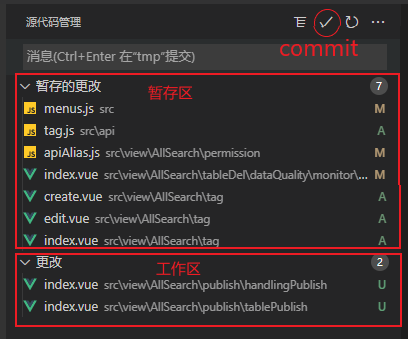 源代码管理
commit
消息(Ctrl+Enter 在"tmp"提交)
暂存的更改 暂存区 7
JS menus.js src M
JS tag.js src\api A
JS apiAlias.js src\view\AllSearch\permission M
index.vue src\view\AllSearch\tableDel\dataQuality\monitor\... M
create.vue src\view\AllSearch\tag A
edit.vue src\view\AllSearch\tag A
index.vue src\view\AllSearch\tag A
更改 工作区 2
index.vue src\view\AllSearch\publish\handlingPublish U
index.vue src\view\AllSearch\publish\tablePublish U